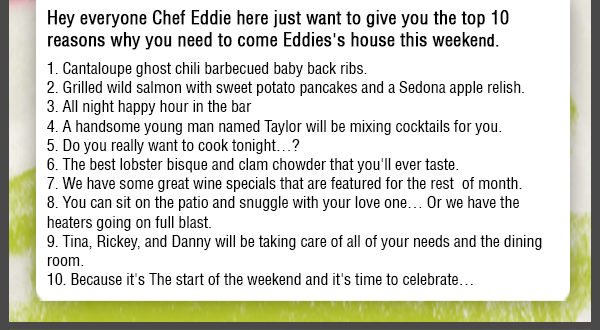 Hey everyone Chef Eddie here just want to give you the top 10
reasons why you need to come Eddies's house this weekend.
1. Cantaloupe ghost chili barbecued baby back ribs.
2. Grilled wild salmon with sweet potato pancakes and a Sedona apple relish.
3. All night happy hour in the bar
4. A handsome young man named Taylor will be mixing cocktails for you.
5. Do you really want to cook tonight…?
6. The best lobster bisque and clam chowder that you'll ever taste.
7. We have some great wine specials that are featured for the rest  of month.
8. You can sit on the patio and snuggle with your love one… Or we have the
heaters going on full blast.
9. Tina, Rickey, and Danny will be taking care of all of your needs and the dining
room.
10. Because it's The start of the weekend and it's time to celebrate…